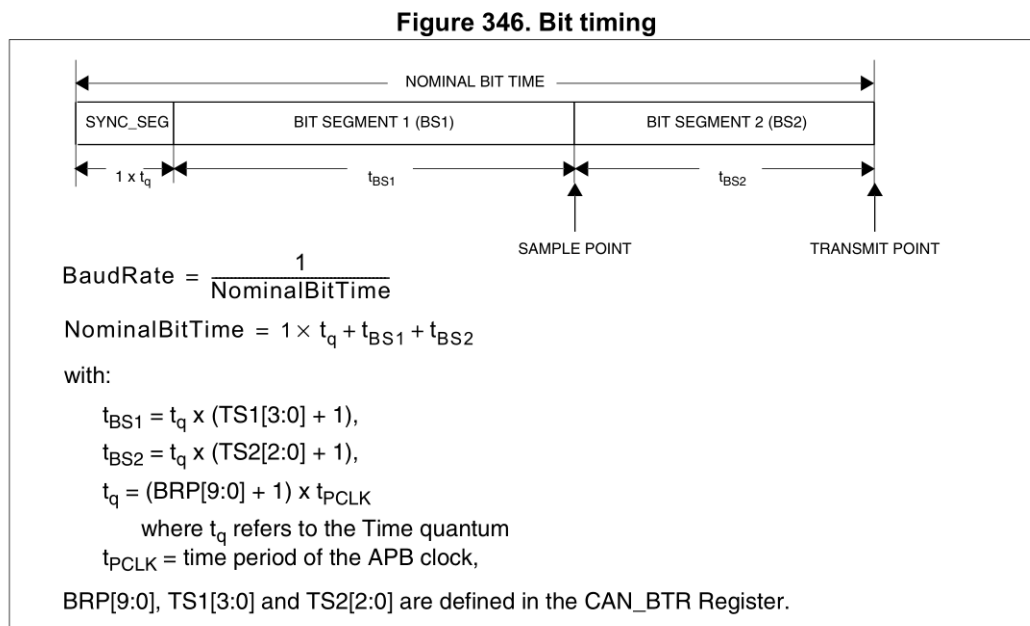 Figure 346. Bit timing
NOMINAL BIT TIME
SYNC_SEG BIT SEGMENT 1 (BS1) BIT SEGMENT 2 (BS2)
1 x tq tBS1 tBS2
SAMPLE POINT TRANSMIT POINT
BaudRate = 1 / NominalBitTime
NominalBitTime = 1 × tq + tBS1 + tBS2
with:
tBS1 = tq x (TS1[3:0] + 1),
tBS2 = tq x (TS2[2:0] + 1),
tq = (BRP[9:0] + 1) x tPCLK
where tq refers to the Time quantum
tPCLK = time period of the APB clock,
BRP[9:0], TS1[3:0] and TS2[2:0] are defined in the CAN_BTR Register.